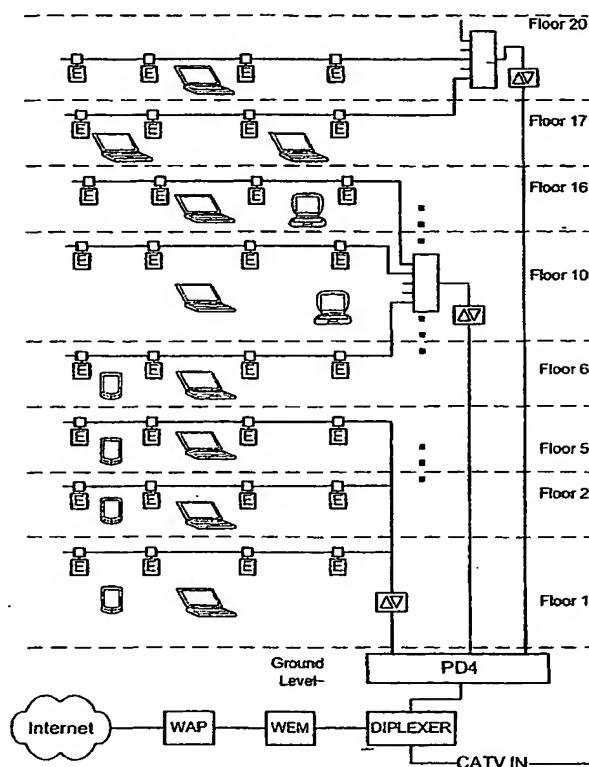 Floor 20
E E E E
Floor 17
E E E E
Floor 16
E E E E
Floor 10
E E E E
Floor 6
E E E E
Floor 5
E E E E
Floor 2
E E E E
Floor 1
E E E E
Ground
Level-
PD4
Internet
WAP
WEM
DIPLEXER
CATV IN